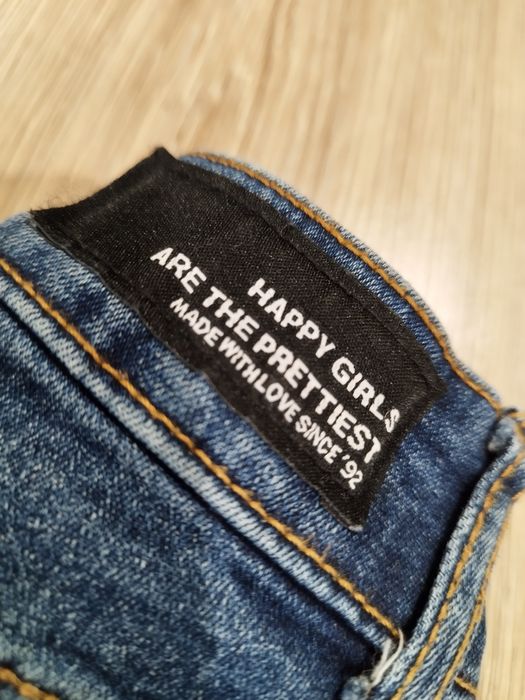 HAPPY GIRLS
ARE THE PRETTIEST
MADE WITH LOVE SINCE '92